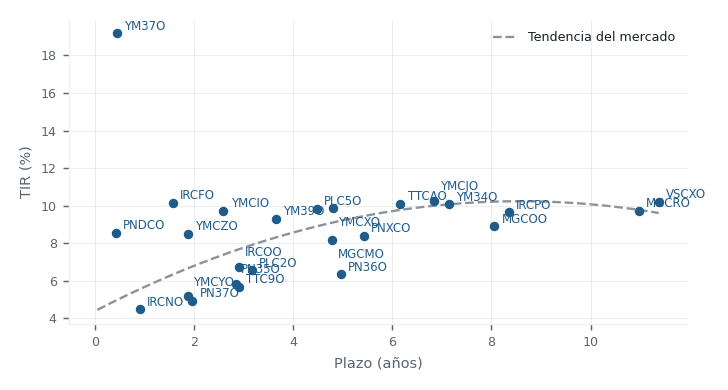 YM37O
Tendencia del mercado
TIR (%)
18
16
14
12
10
8
6
4
PNDCO
IRCFO
YMCZO
YMCIO
YM39O
PLC5O
YMCXO
PNXCO
TTCAO
YMCJO
YM34O
IRCPO
MGCOO
VSCXO
MGCRO
IRCOO
PLC2O
PN35O
TTC9O
MGCMO
PN36O
YMCYO
PN37O
IRCNO
0
2
4
6
8
10
Plazo (años)